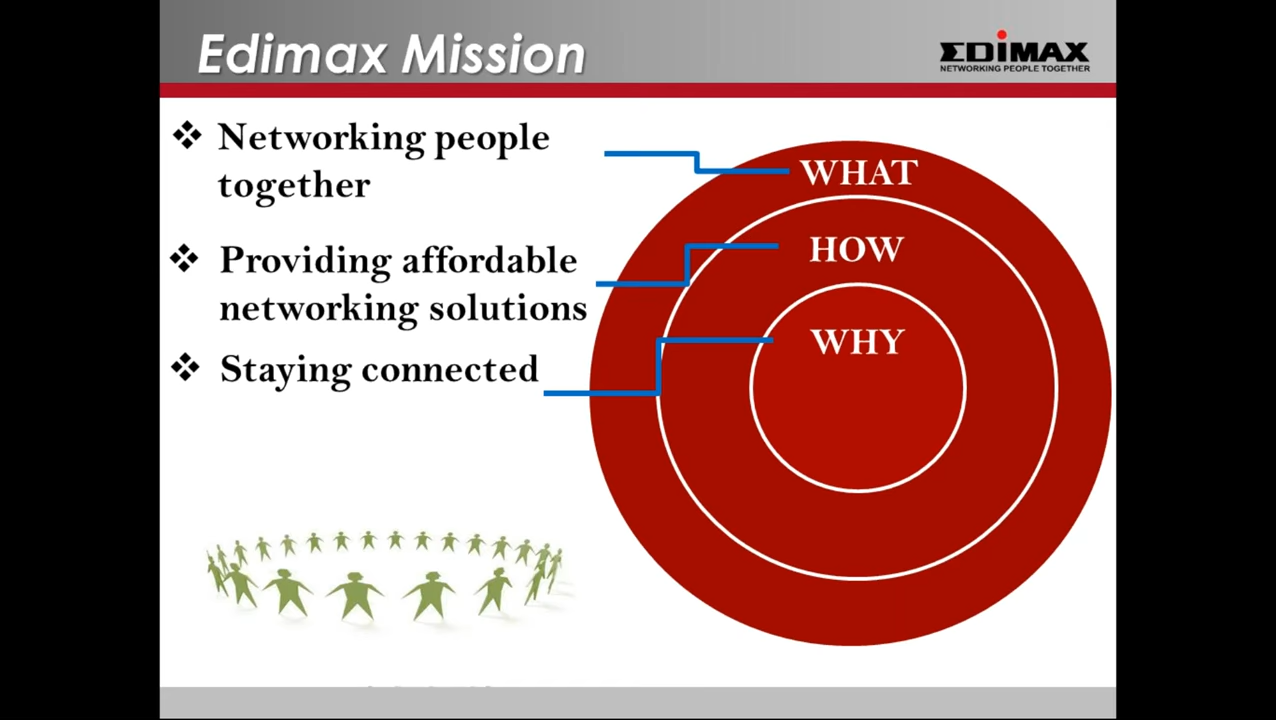 Edimax Mission
EDIMAX
NETWORKING PEOPLE TOGETHER
Networking people
together
Providing affordable
networking solutions
Staying connected
WHAT
HOW
WHY